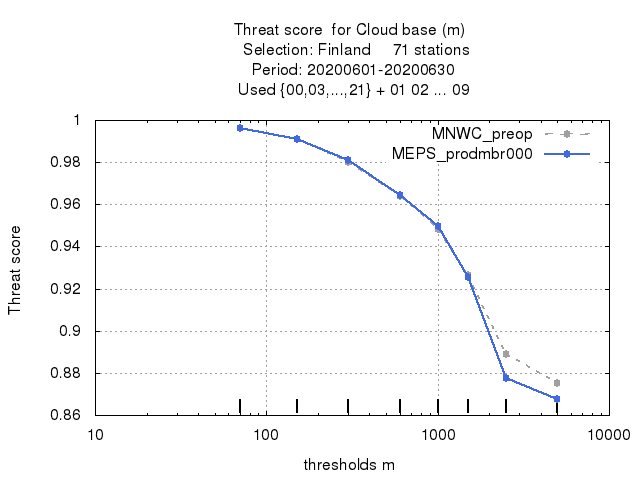 Threat score for Cloud base (m)
Selection: Finland 71 stations
Period: 20200601-20200630
Used {00,03,...,21} + 01 02 ... 09
MNWC_preop
MEPS_prodmbr000
1
0.98
0.96
0.94
0.92
0.9
0.88
0.86
Threat score
10
100
1000
10000
thresholds m